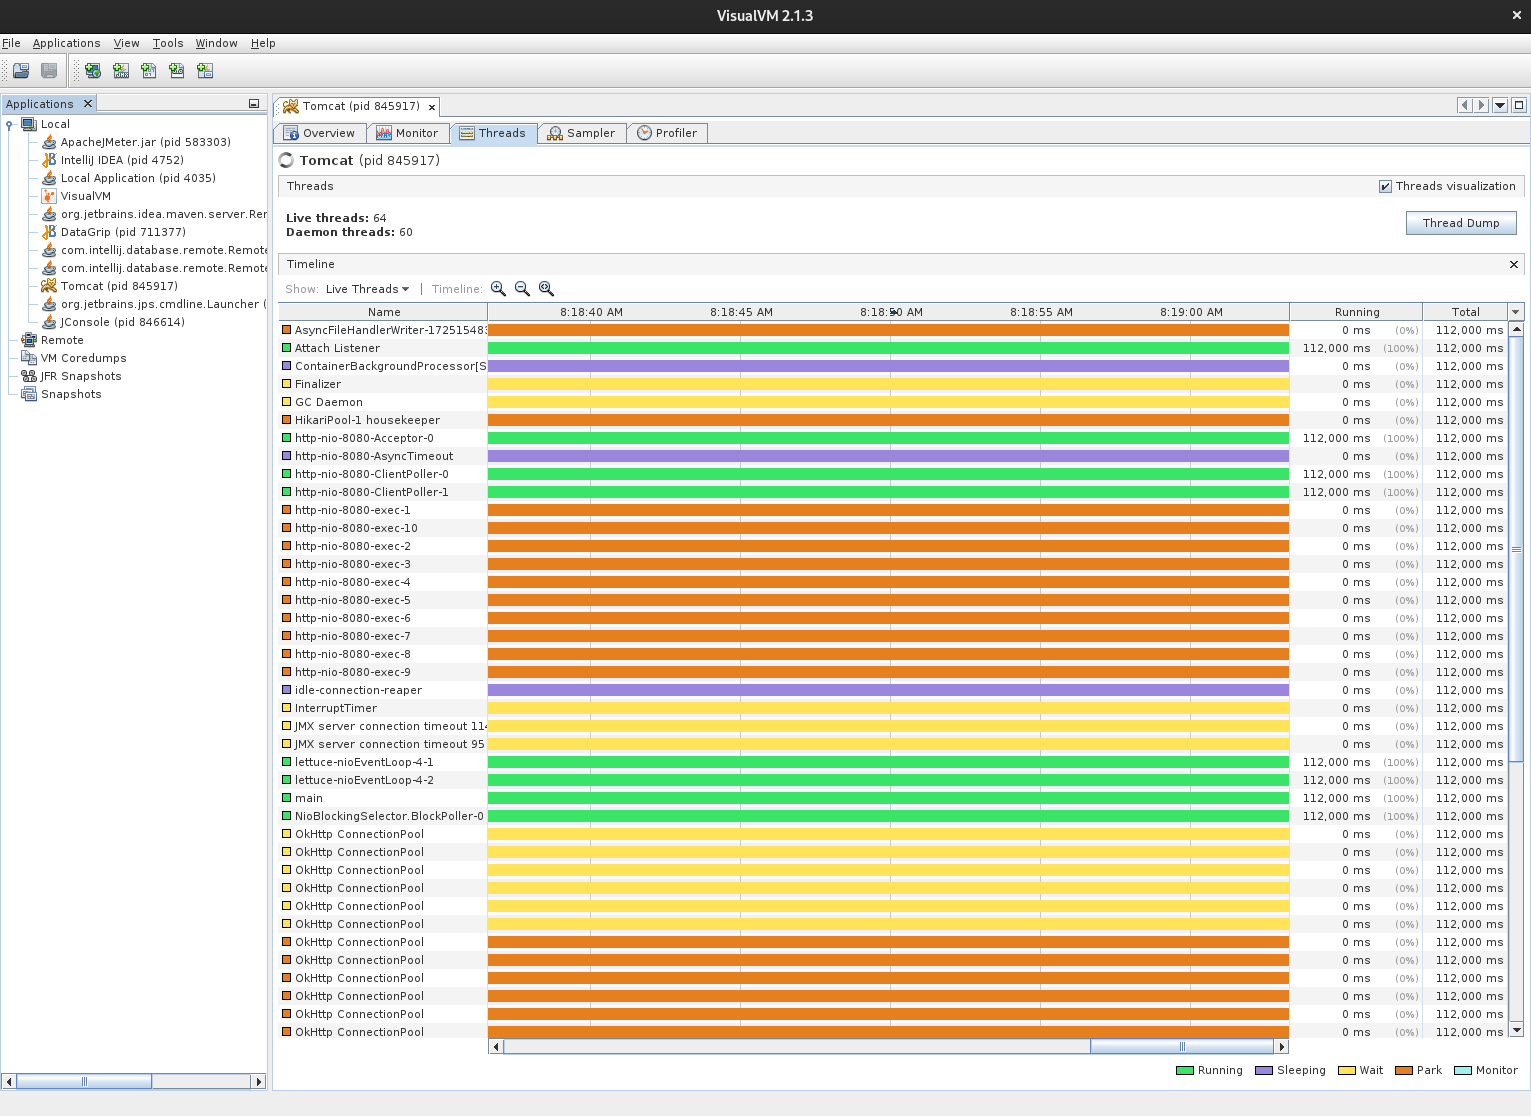 VisualVM 2.1.3
File Applications View Tools Window Help
Applications
Local
ApacheJMeter.jar (pid 583303)
IntelliJ IDEA (pid 4752)
Local Application (pid 4035)
VisualVM
org.jetbrains.idea.maven.server.Rer
DataGrip (pid 711377)
com.intellij.database.remote.Remote
com.intellij.database.remote.Remote
Tomcat (pid 845917)
org.jetbrains.jps.cmdline.Launcher (
JConsole (pid 846614)
Remote
VM Coredumps
JFR Snapshots
Snapshots
Tomcat (pid 845917)
Overview Monitor Threads Sampler Profiler
Tomcat (pid 845917)
Threads Threads visualization
Live threads: 64
Daemon threads: 60
Thread Dump
Timeline
Show: Live Threads Timeline:
Name 8:18:40 AM 8:18:45 AM 8:18:50 AM 8:18:55 AM 8:19:00 AM Running Total
AsyncFileHandlerWriter-172515483 0 ms (0%) 112,000 ms
Attach Listener 112,000 ms (100%) 112,000 ms
ContainerBackgroundProcessor[S 0 ms (0%) 112,000 ms
Finalizer 0 ms (0%) 112,000 ms
GC Daemon 0 ms (0%) 112,000 ms
HikariPool-1 housekeeper 0 ms (0%) 112,000 ms
http-nio-8080-Acceptor-0 112,000 ms (100%) 112,000 ms
http-nio-8080-AsyncTimeout 0 ms (0%) 112,000 ms
http-nio-8080-ClientPoller-0 112,000 ms (100%) 112,000 ms
http-nio-8080-ClientPoller-1 112,000 ms (100%) 112,000 ms
http-nio-8080-exec-1 0 ms (0%) 112,000 ms
http-nio-8080-exec-10 0 ms (0%) 112,000 ms
http-nio-8080-exec-2 0 ms (0%) 112,000 ms
http-nio-8080-exec-3 0 ms (0%) 112,000 ms
http-nio-8080-exec-4 0 ms (0%) 112,000 ms
http-nio-8080-exec-5 0 ms (0%) 112,000 ms
http-nio-8080-exec-6 0 ms (0%) 112,000 ms
http-nio-8080-exec-7 0 ms (0%) 112,000 ms
http-nio-8080-exec-8 0 ms (0%) 112,000 ms
http-nio-8080-exec-9 0 ms (0%) 112,000 ms
idle-connection-reaper 0 ms (0%) 112,000 ms
InterruptTimer 0 ms (0%) 112,000 ms
JMX server connection timeout 114 0 ms (0%) 112,000 ms
JMX server connection timeout 95 0 ms (0%) 112,000 ms
lettuce-nioEventLoop-4-1 112,000 ms (100%) 112,000 ms
lettuce-nioEventLoop-4-2 112,000 ms (100%) 112,000 ms
main 112,000 ms (100%) 112,000 ms
NioBlockingSelector.BlockPoller-0 112,000 ms (100%) 112,000 ms
OkHttp ConnectionPool 0 ms (0%) 112,000 ms
OkHttp ConnectionPool 0 ms (0%) 112,000 ms
OkHttp ConnectionPool 0 ms (0%) 112,000 ms
OkHttp ConnectionPool 0 ms (0%) 112,000 ms
OkHttp ConnectionPool 0 ms (0%) 112,000 ms
OkHttp ConnectionPool 0 ms (0%) 112,000 ms
OkHttp ConnectionPool 0 ms (0%) 112,000 ms
OkHttp ConnectionPool 0 ms (0%) 112,000 ms
OkHttp ConnectionPool 0 ms (0%) 112,000 ms
OkHttp ConnectionPool 0 ms (0%) 112,000 ms
OkHttp ConnectionPool 0 ms (0%) 112,000 ms
OkHttp ConnectionPool 0 ms (0%) 112,000 ms
Running Sleeping Wait Park Monitor